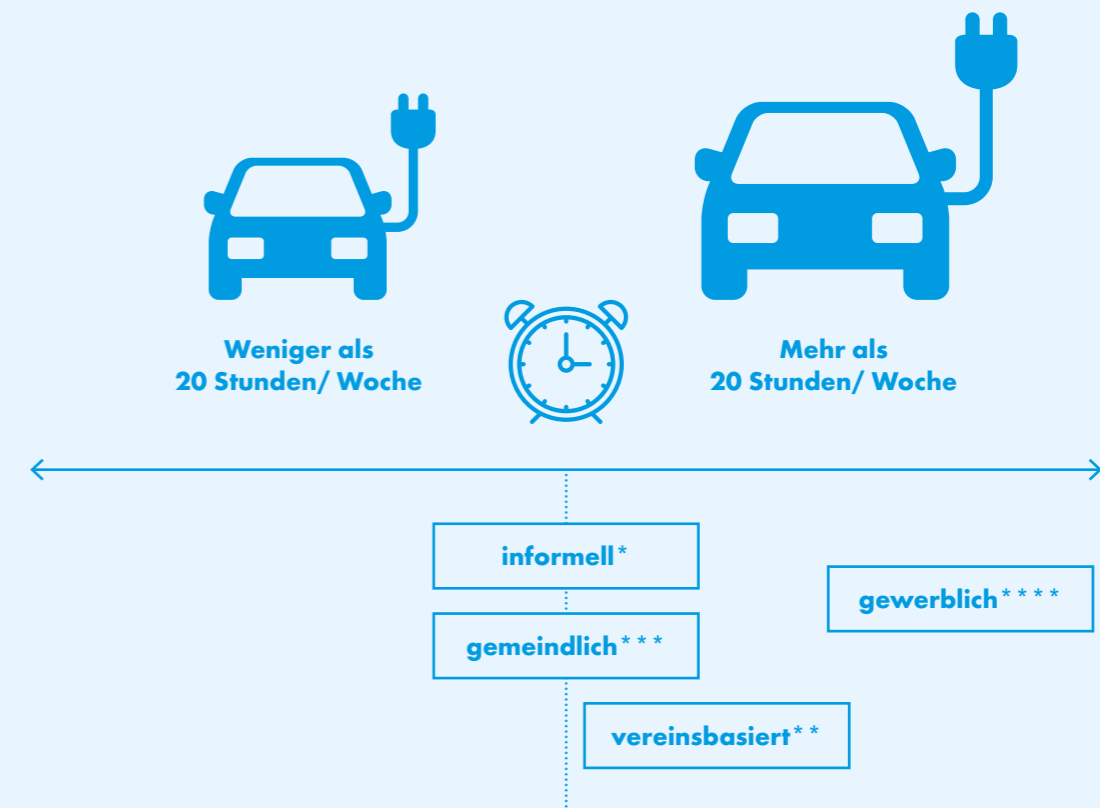 Weniger als
20 Stunden/ Woche
Mehr als
20 Stunden/ Woche
informell*
gewerblich****
gemeindlich***
vereinsbasiert**